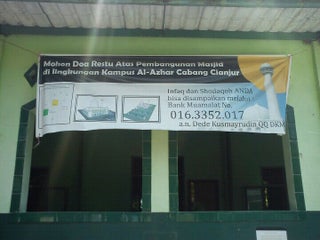 Mohon Doa Restu Atas Pembangunan Masjid
di lingkungan Kampus Al-Azhar Cabang Cianjur
Infaq dan Shodaqoh ANDA
bisa disampaikan melalui
Bank Muamalat No.
016.3352.017
a.n. Dede Kusmayrudin QQ DKM